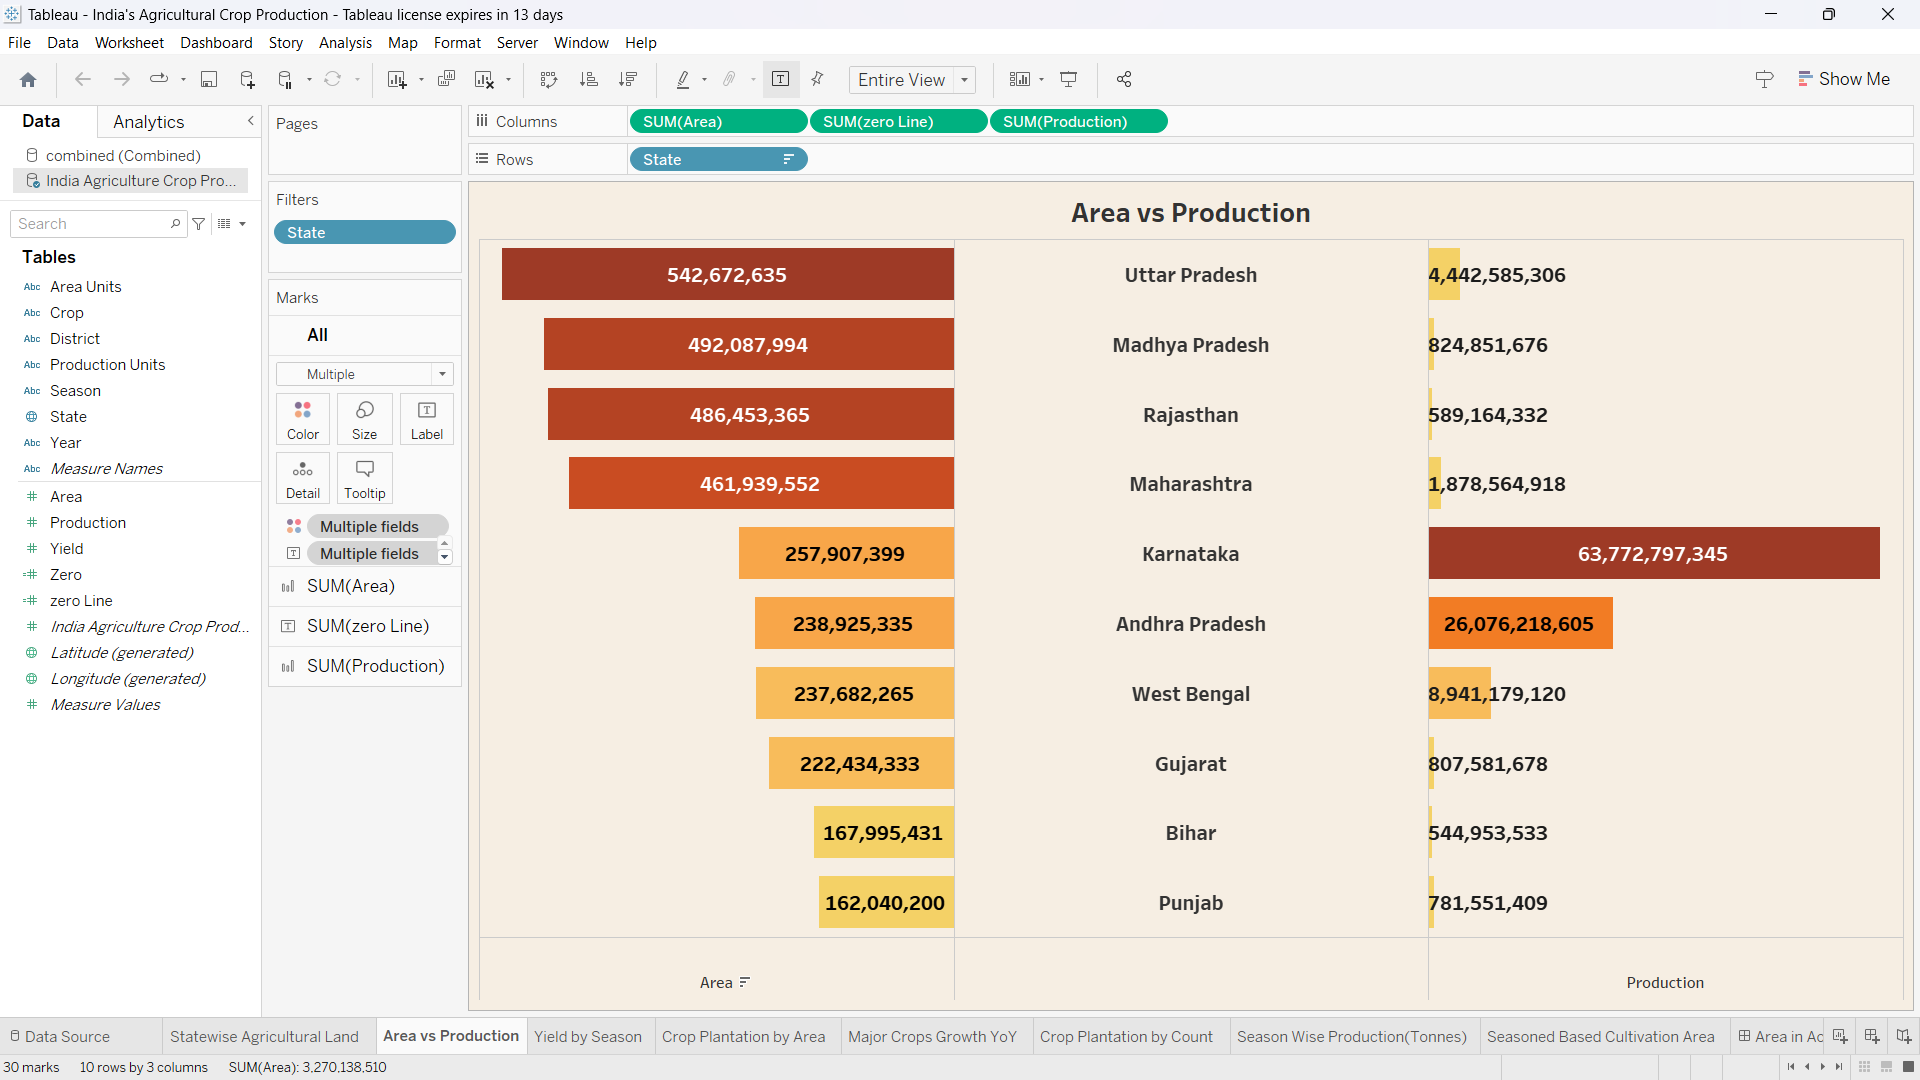 Tableau - India's Agricultural Crop Production - Tableau license expires in 13 days
File Data Worksheet Dashboard Story Analysis Map Format Server Window Help
Entire View
Show Me
Data Analytics
combined (Combined)
India Agriculture Crop Pro...
Search
Tables
Abc Area Units
Abc Crop
Abc District
Abc Production Units
Abc Season
State
Abc Year
Abc Measure Names
Area
Production
Yield
Zero
zero Line
India Agriculture Crop Prod...
Latitude (generated)
Longitude (generated)
Measure Values
Pages
Filters
State
Marks
All
Multiple
Color Size Label
Detail Tooltip
Multiple fields
Multiple fields
SUM(Area)
SUM(zero Line)
SUM(Production)
Columns SUM(Area) SUM(zero Line) SUM(Production)
Rows State
Area vs Production
542,672,635 Uttar Pradesh 4,442,585,306
492,087,994 Madhya Pradesh 824,851,676
486,453,365 Rajasthan 589,164,332
461,939,552 Maharashtra 1,878,564,918
257,907,399 Karnataka 63,772,797,345
238,925,335 Andhra Pradesh 26,076,218,605
237,682,265 West Bengal 8,941,179,120
222,434,333 Gujarat 807,581,678
167,995,431 Bihar 544,953,533
162,040,200 Punjab 781,551,409
Area Production
Data Source Statewise Agricultural Land Area vs Production Yield by Season Crop Plantation by Area Major Crops Growth YoY Crop Plantation by Count Season Wise Production(Tonnes) Seasoned Based Cultivation Area Area in Ac
30 marks 10 rows by 3 columns SUM(Area): 3,270,138,510